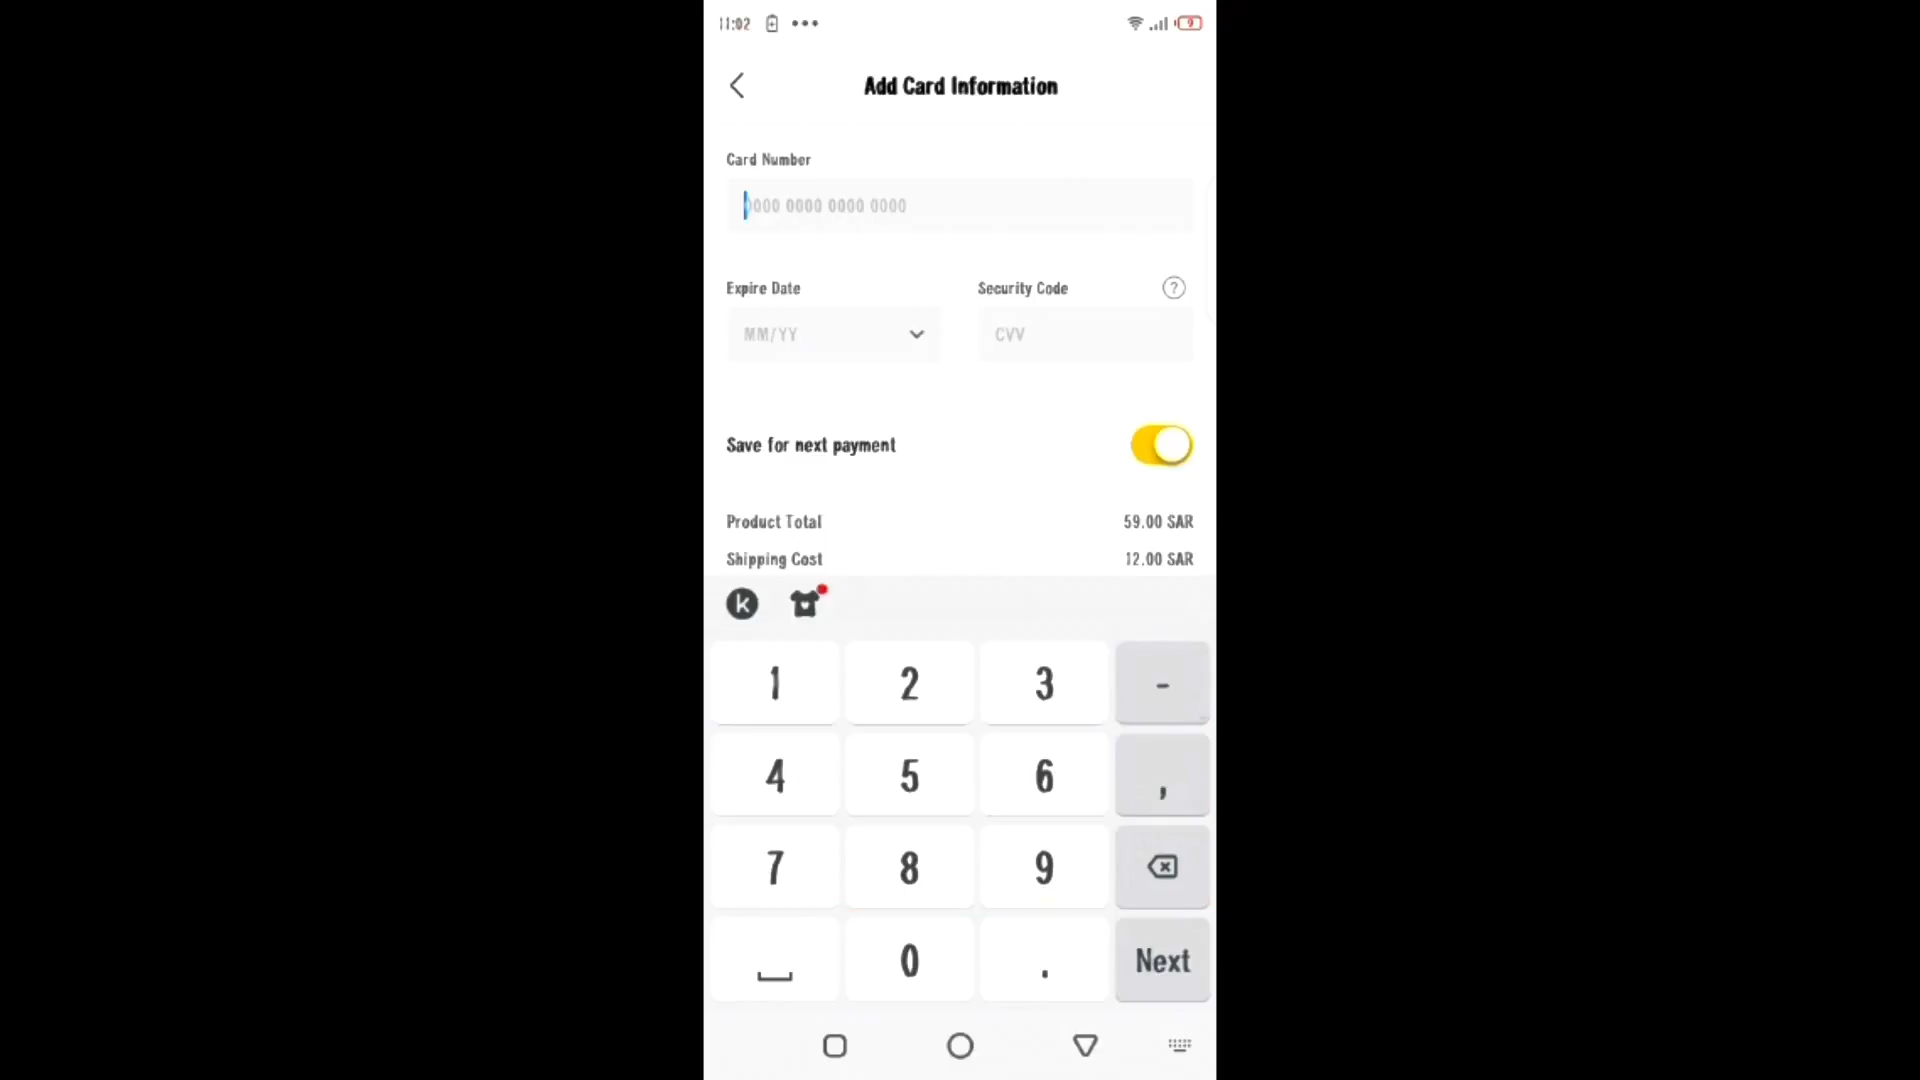 11:02
9
Add Card Information
Card Number
0000 0000 0000 0000
Expire Date
Security Code
?
MM/YY
CVV
Save for next payment
Product Total
59.00 SAR
Shipping Cost
12.00 SAR
k
1 2 3 -
4 5 6 ,
7 8 9
0 . Next